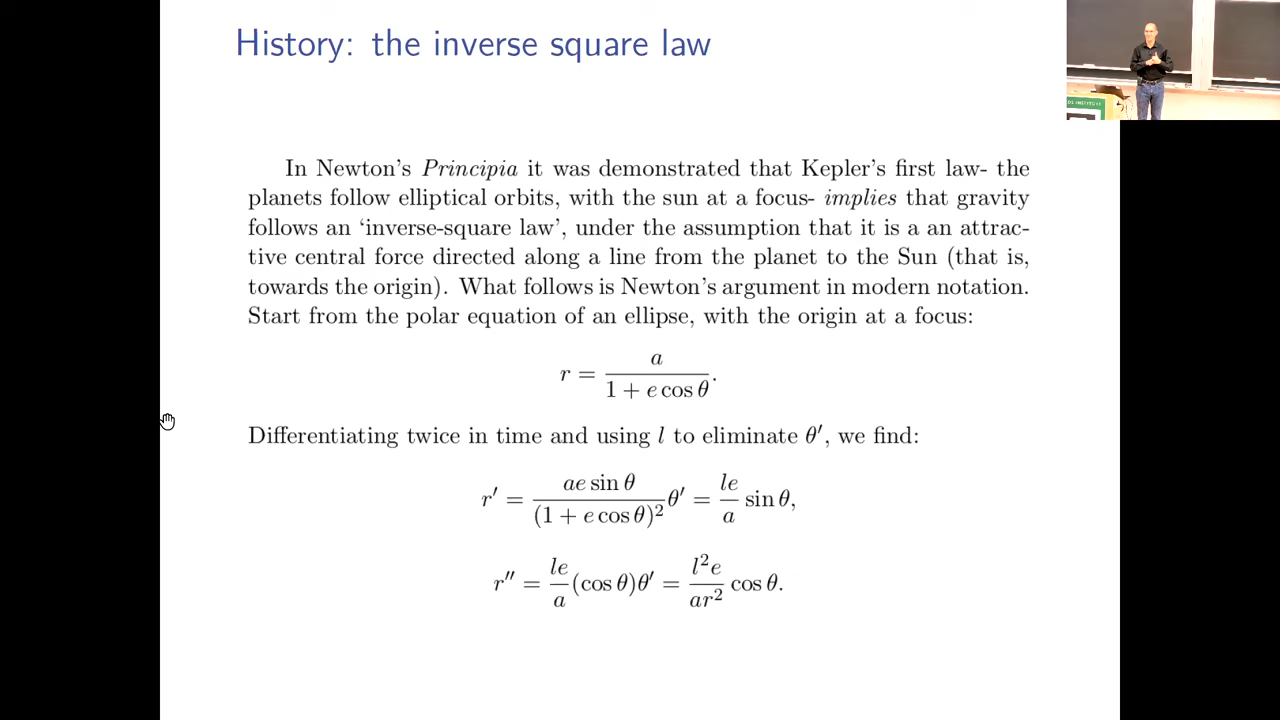 History: the inverse square law
In Newton's Principia it was demonstrated that Kepler's first law- the
planets follow elliptical orbits, with the sun at a focus- implies that gravity
follows an 'inverse-square law', under the assumption that it is a an attrac-
tive central force directed along a line from the planet to the Sun (that is,
towards the origin). What follows is Newton's argument in modern notation.
Start from the polar equation of an ellipse, with the origin at a focus:
r = a / (1 + e cos θ).
Differentiating twice in time and using l to eliminate θ′, we find:
r′ = ae sin θ / (1 + e cos θ)² θ′ = le / a sin θ,
r″ = le / a (cos θ)θ′ = l²e / ar² cos θ.
INSTITUTE